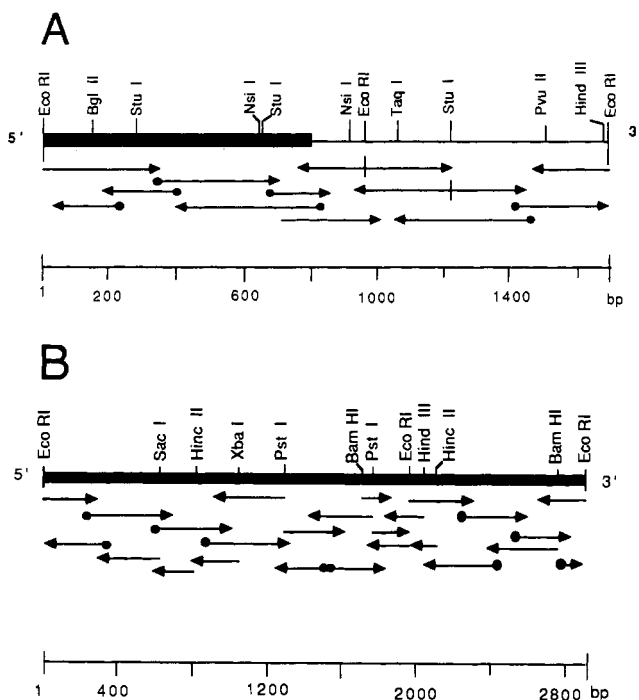 A
Eco RI
Bgl II
Stu I
Nsi I
Stu I
Nsi I
Eco RI
Taq I
Stu I
Pvu II
Hind III
Eco RI
5'
3
1
200
600
1000
1400
bp
B
Eco RI
Sac I
Hinc II
Xba I
Pst I
Bam HI
Pst I
Eco RI
Hind III
Hinc II
Bam HI
Eco RI
5'
3'
1
400
1200
2000
2800
bp